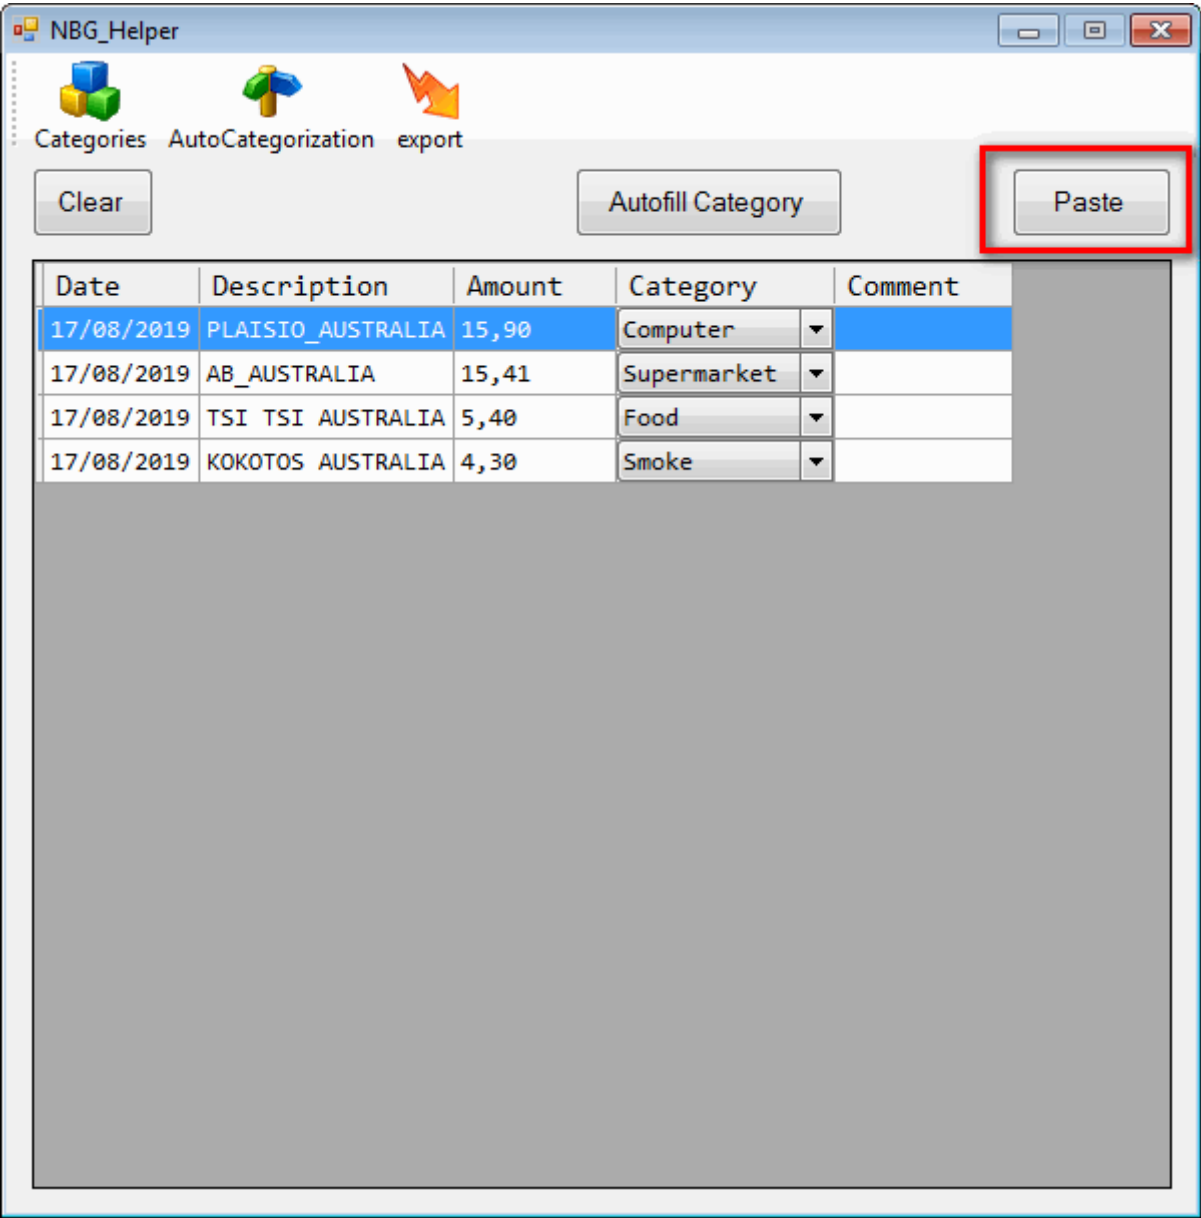 NBG_Helper
Categories AutoCategorization export
Clear Autofill Category Paste
Date Description Amount Category Comment
17/08/2019 PLAISIO_AUSTRALIA 15,90 Computer
17/08/2019 AB_AUSTRALIA 15,41 Supermarket
17/08/2019 TSI TSI AUSTRALIA 5,40 Food
17/08/2019 KOKOTOS AUSTRALIA 4,30 Smoke